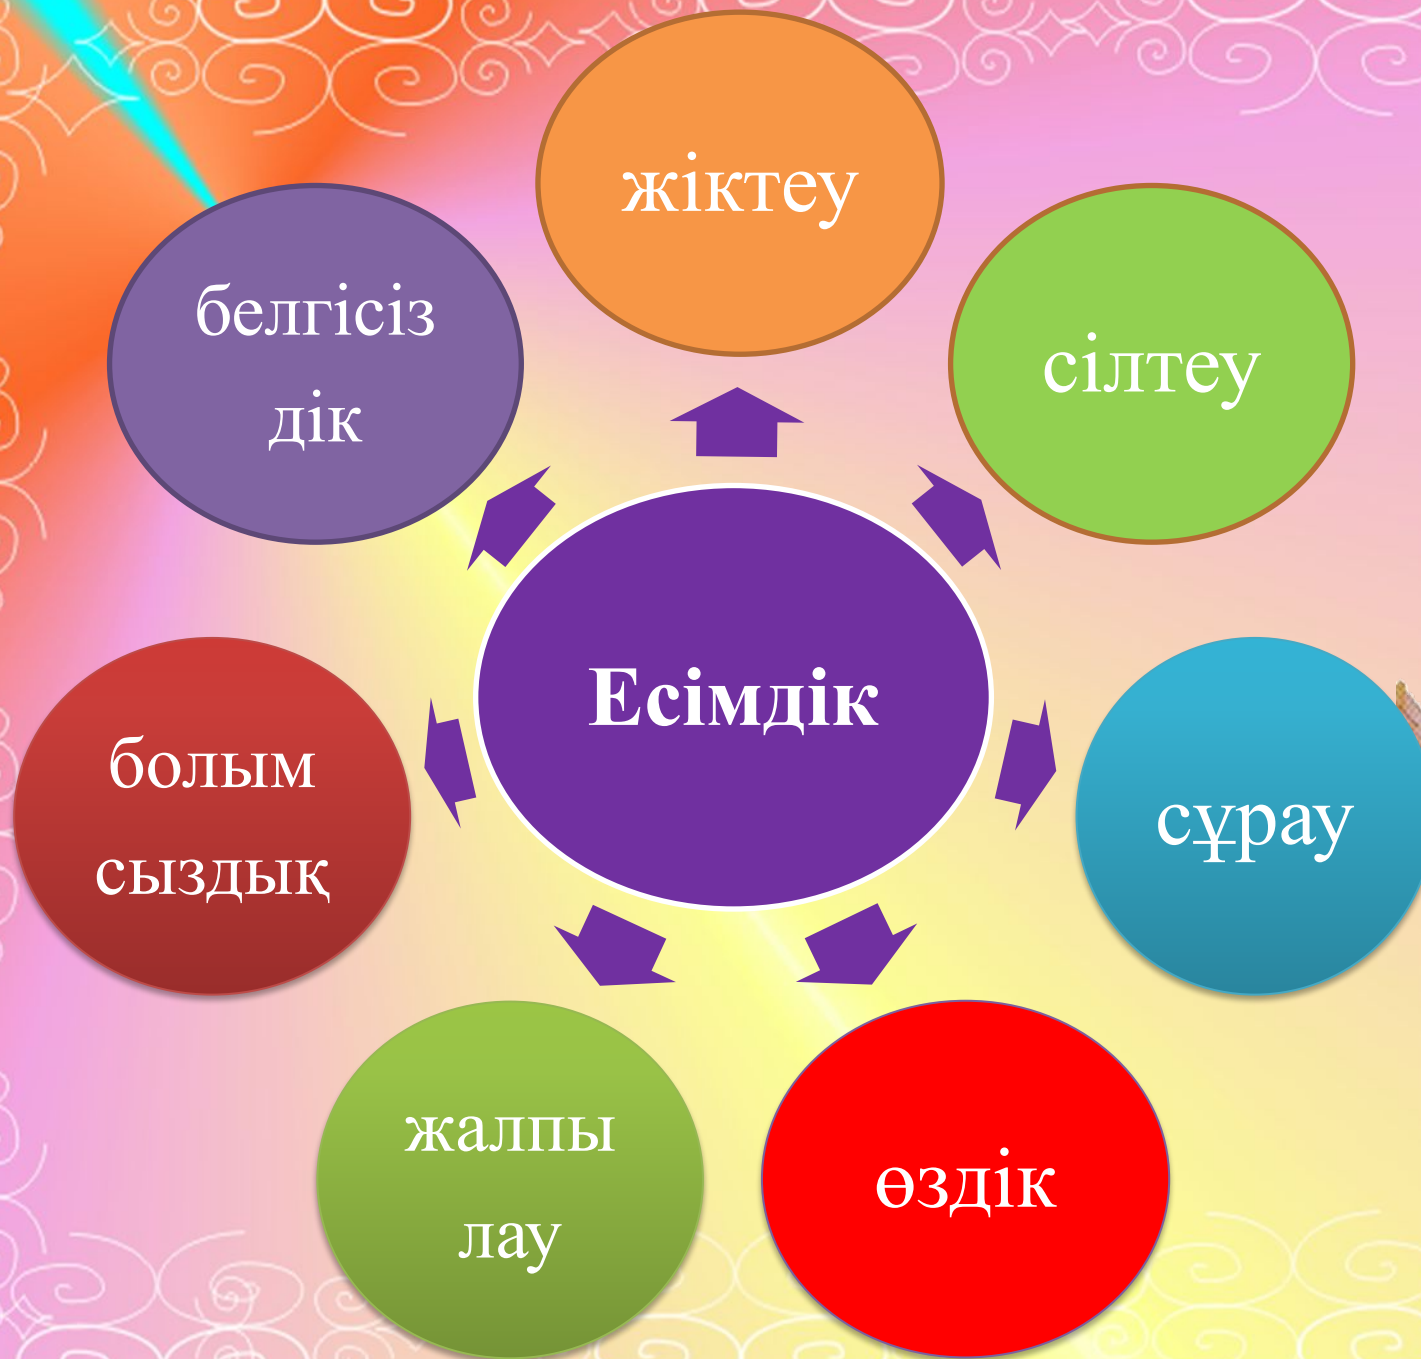 жіктеу
сілтеу
сұрау
өздік
жалпы
лау
болым
сыздық
белгісіз
дік
Есімдік